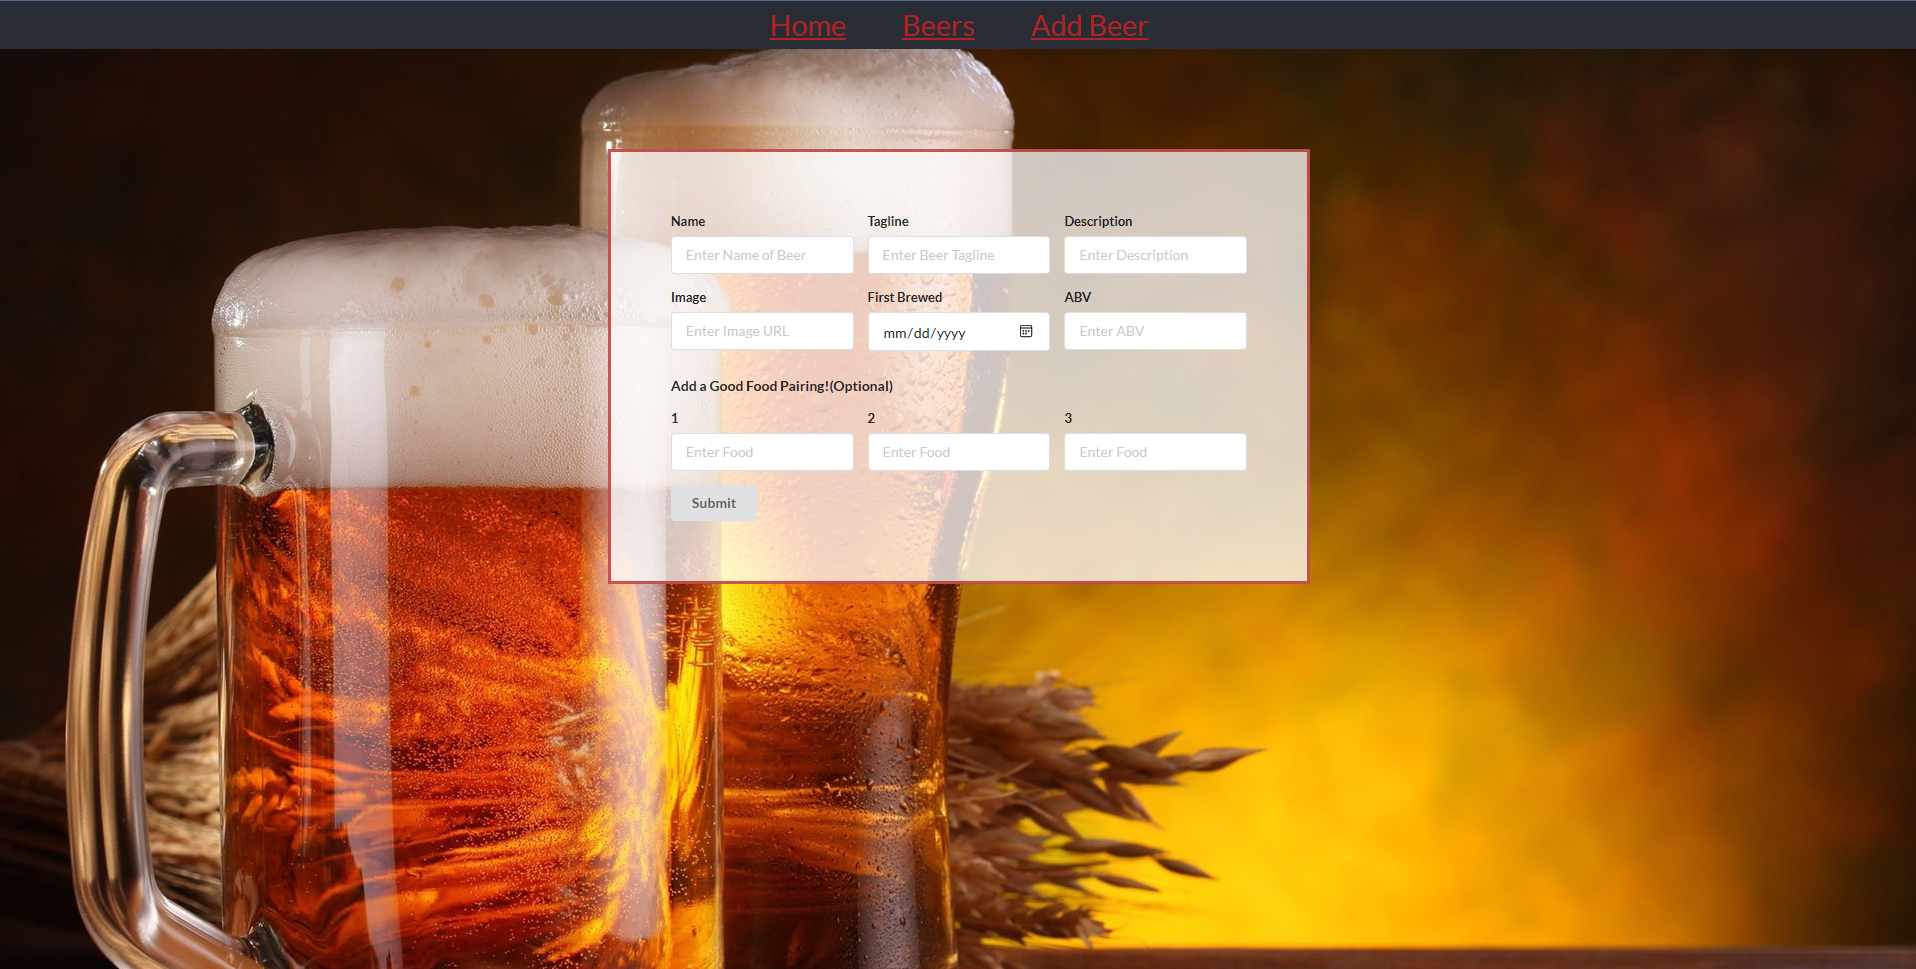 Home Beers Add Beer
Name Tagline Description
Enter Name of Beer Enter Beer Tagline Enter Description
Image First Brewed ABV
Enter Image URL mm/dd/yyyy Enter ABV
Add a Good Food Pairing!(Optional)
1 2 3
Enter Food Enter Food Enter Food
Submit